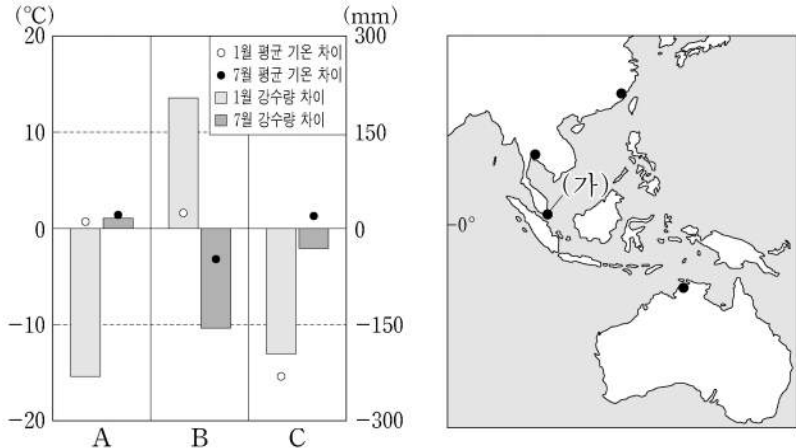 (℃)
(mm)
20
10
0
−10
−20
300
150
0
−150
−300
○ 1월 평균 기온 차이
● 7월 평균 기온 차이
1월 강수량 차이
7월 강수량 차이
A B C
(가)
0°